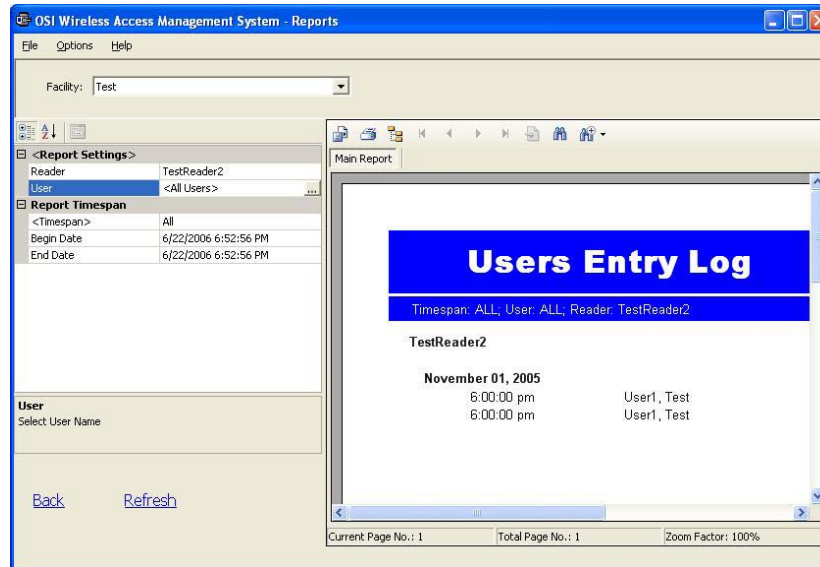 OSI Wireless Access Management System - Reports
File Options Help
Facility: Test
<Report Settings>
Reader TestReader2
User <All Users> ...
Report Timespan
<Timespan> All
Begin Date 6/22/2006 6:52:56 PM
End Date 6/22/2006 6:52:56 PM
User
Select User Name
Back Refresh
Main Report
Users Entry Log
Timespan: ALL; User: ALL; Reader: TestReader2
TestReader2
November 01, 2005
6:00:00 pm User1, Test
6:00:00 pm User1, Test
Current Page No.: 1 Total Page No.: 1 Zoom Factor: 100%